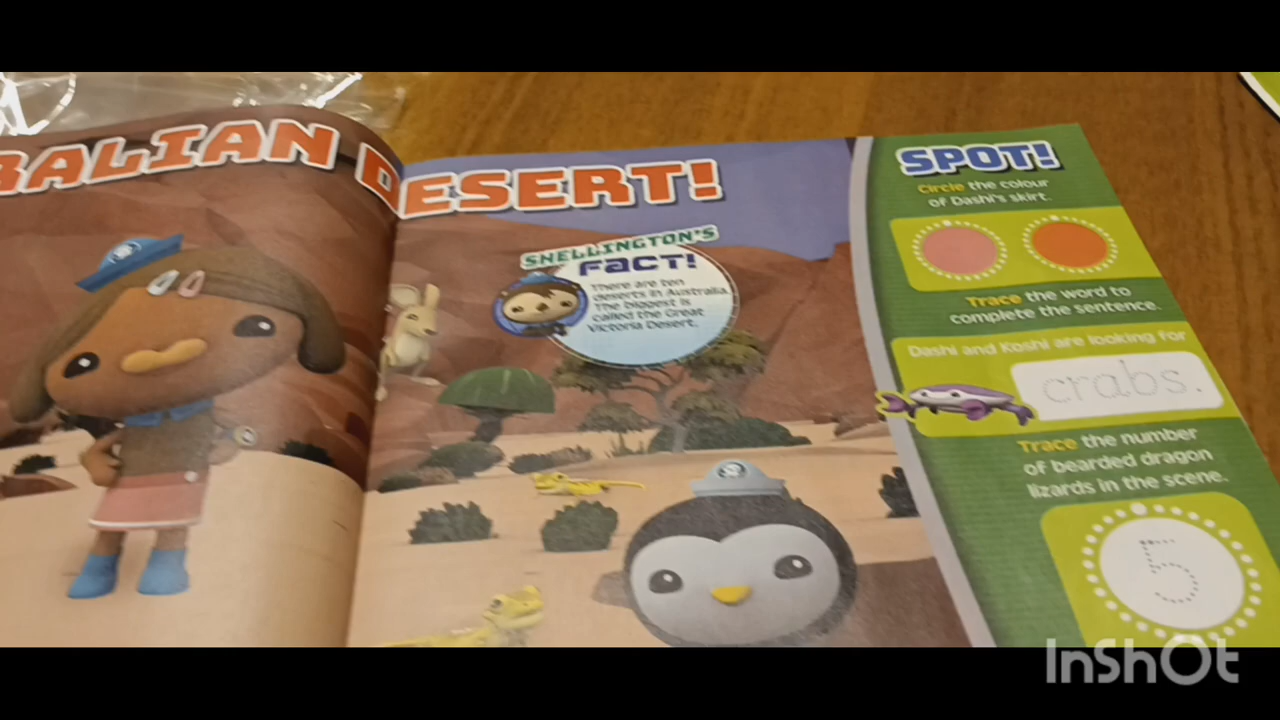 RALIAN DESERT!
SHELLINGTON'S
FACT!
There are ten
deserts in Australia.
The biggest is
called the Great
Victoria Desert.
SPOT!
Circle the colour
of Dashi's skirt.
Trace the word to
complete the sentence.
Dashi and Koshi are looking for
crabs.
Trace the number
of bearded dragon
lizards in the scene.
5
InShOt